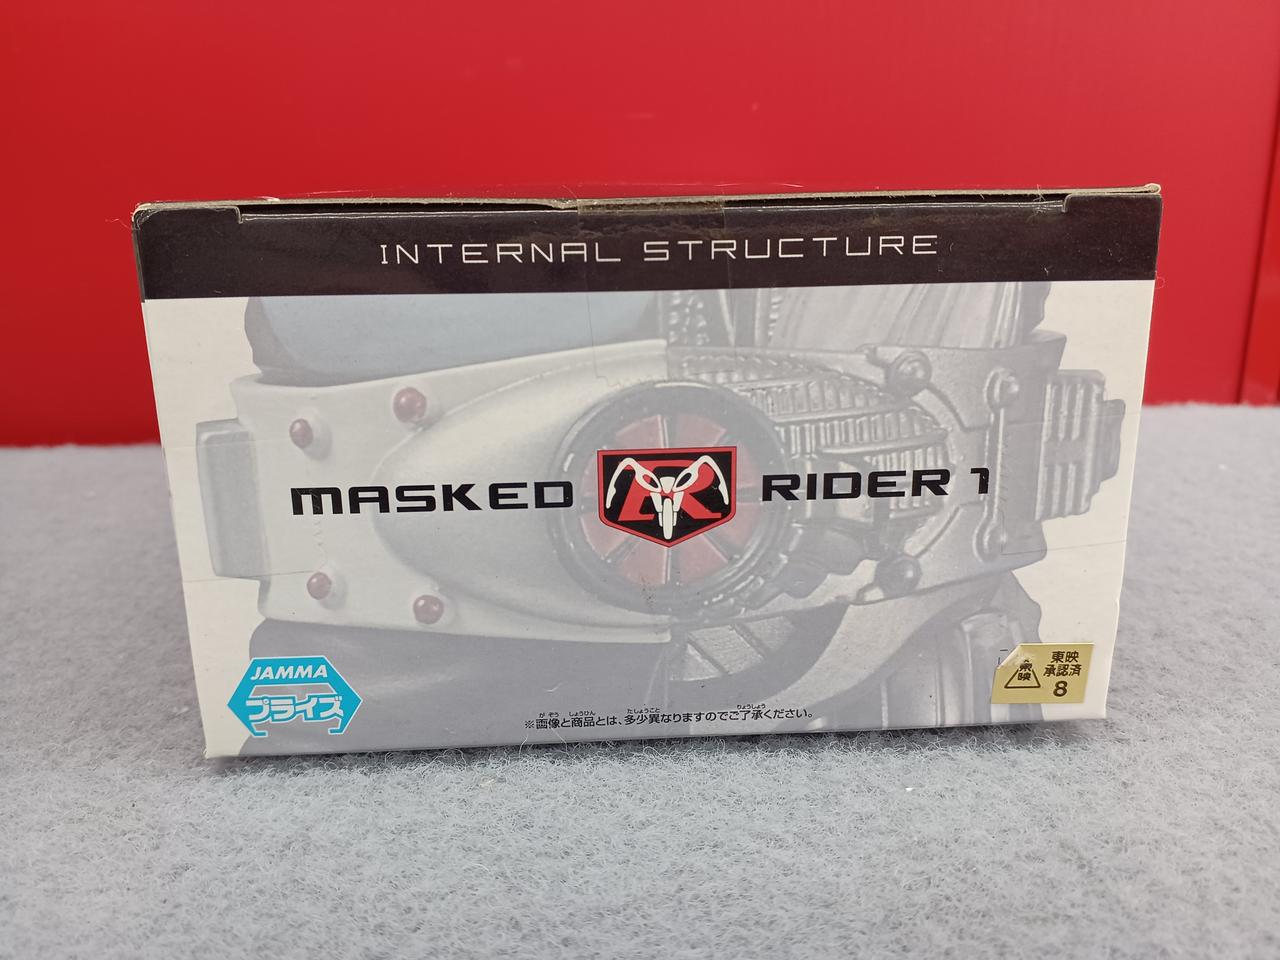 INTERNAL STRUCTURE
MASKED RIDER 1
JAMMA
プライズ
※画像と商品とは、多少異なりますのでご了承ください。
東映
東映
承認済
8